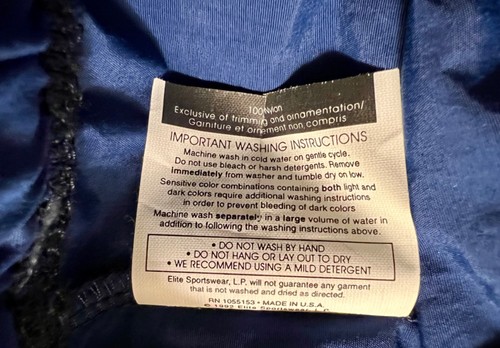 100% Nylon
Exclusive of trimming and ornamentation/
Garniture et ornement non compris
IMPORTANT WASHING INSTRUCTIONS
Machine wash in cold water on gentle cycle.
Do not use bleach or harsh detergents. Remove
immediately from washer and tumble dry on low.
Sensitive color combinations containing both light and
dark colors require additional washing instructions
in order to prevent bleeding of dark colors
Machine wash separately in a large volume of water in
addition to following the washing instructions above.
• DO NOT WASH BY HAND
• DO NOT HANG OR LAY OUT TO DRY
• WE RECOMMEND USING A MILD DETERGENT
Elite Sportswear, L.P. will not guarantee any garment
that is not washed and dried as directed.
RN 1055153 • MADE IN U.S.A.
© 1992 Elite Sportswear, L.P.